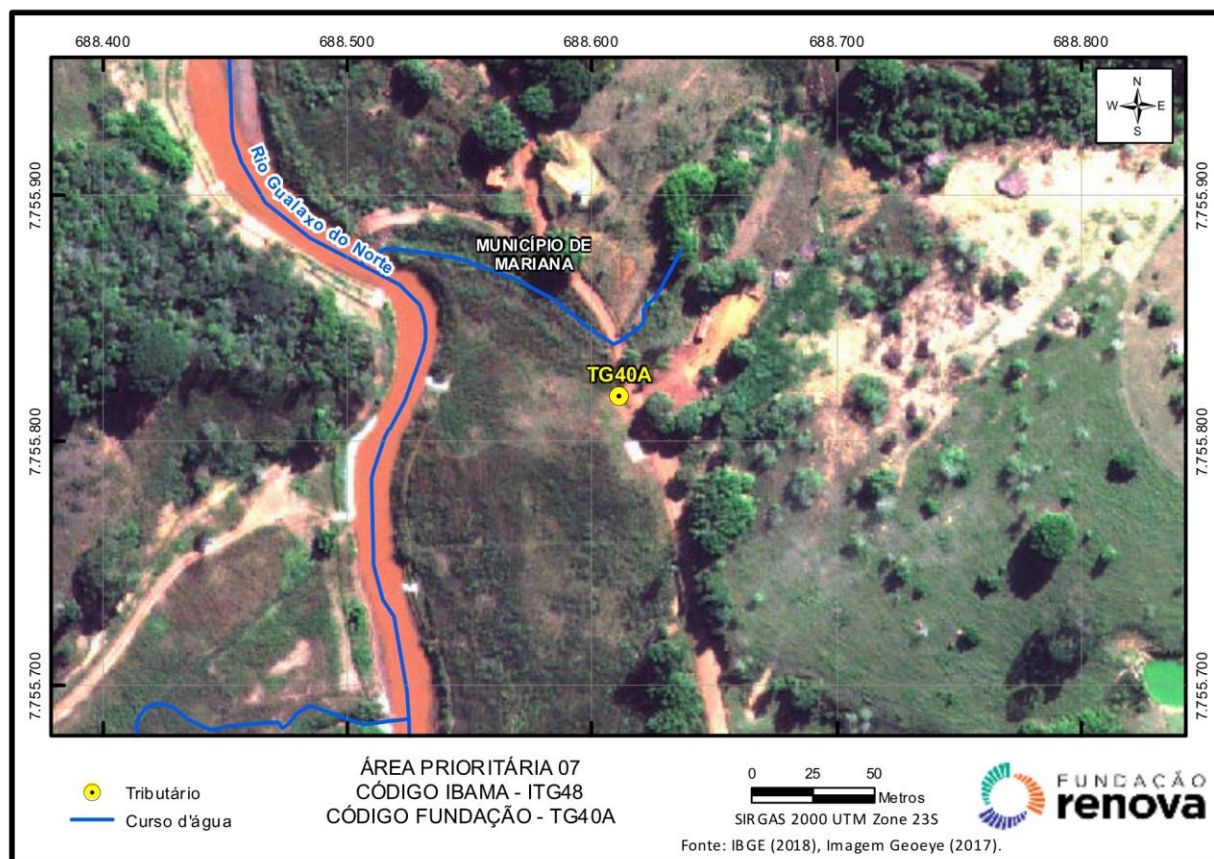 688.400 688.500 688.600 688.700 688.800
N
W E
S
7.755.900 7.755.900
Rio Gualaxo do Norte
MUNICÍPIO DE
MARIANA
TG40A
7.755.800 7.755.800
7.755.700 7.755.700
Tributário
Curso d'água
ÁREA PRIORITÁRIA 07
CÓDIGO IBAMA - ITG48
CÓDIGO FUNDAÇÃO - TG40A
0 25 50
Metros
SIRGAS 2000 UTM Zone 23S
FUNDAÇÃO
renova
Fonte: IBGE (2018), Imagem Geoeye (2017).